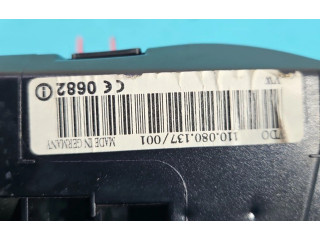 VDO
110.080.137/001
MADE IN GERMANY
CE 0682